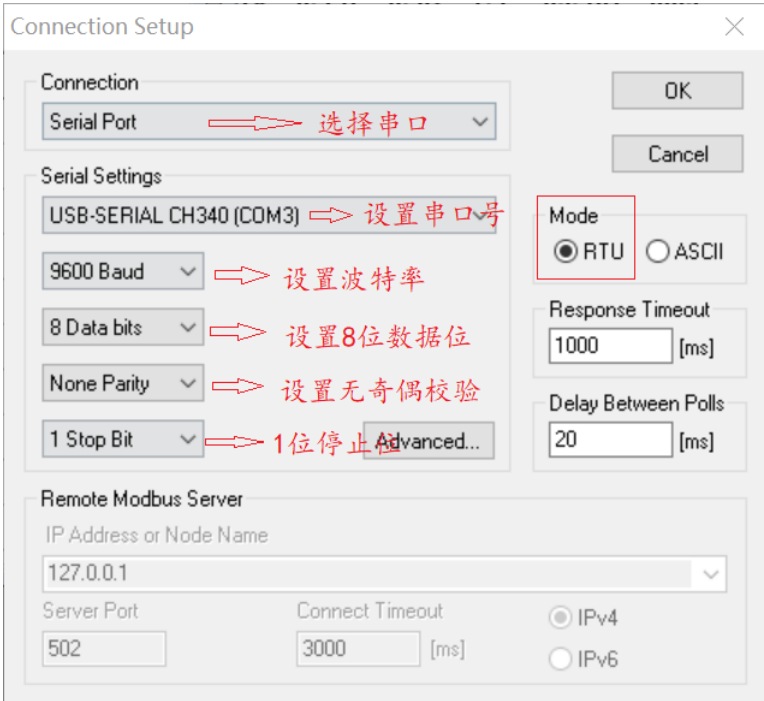 Connection Setup
Connection
OK
Serial Port 选择串口
Cancel
Serial Settings
USB-SERIAL CH340 (COM3) 设置串口号
Mode
RTU ASCII
9600 Baud 设置波特率
Response Timeout
8 Data bits 设置8位数据位
1000 [ms]
None Parity 设置无奇偶校验
Delay Between Polls
1 Stop Bit 1位停止位 Advanced...
20 [ms]
Remote Modbus Server
IP Address or Node Name
127.0.0.1
Server Port Connect Timeout
IPv4
502 3000 [ms]
IPv6